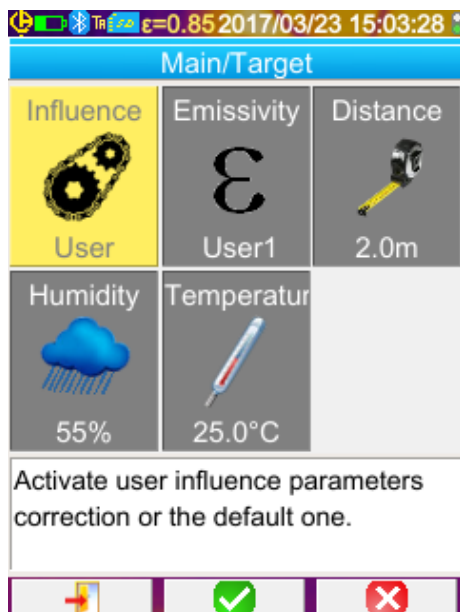 ε=0.85 2017/03/23 15:03:28
Main/Target
Influence Emissivity Distance
ε
User User1 2.0m
Humidity Temperatur
55% 25.0°C
Activate user influence parameters
correction or the default one.